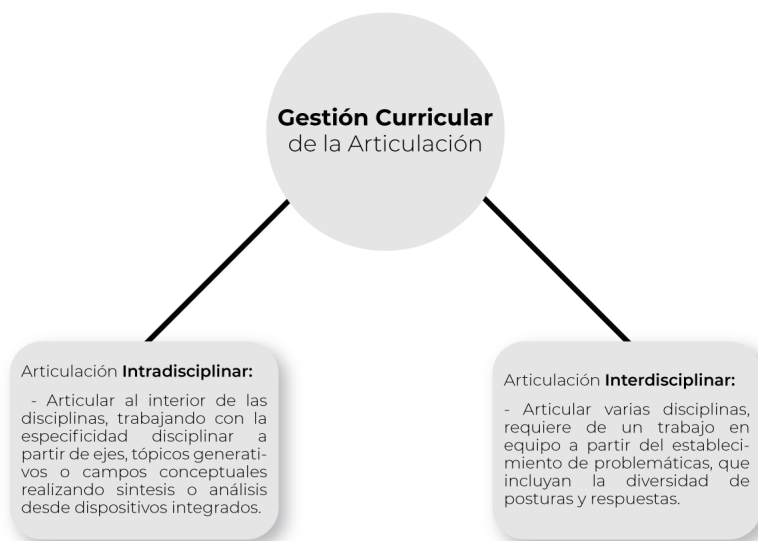 Gestión Curricular
de la Articulación
Articulación Intradisciplinar:
- Articular al interior de las
disciplinas, trabajando con la
especificidad disciplinar a
partir de ejes, tópicos generati-
vos o campos conceptuales
realizando sintesis o análisis
desde dispositivos integrados.
Articulación Interdisciplinar:
- Articular varias disciplinas,
requiere de un trabajo en
equipo a partir del estableci-
miento de problemáticas, que
incluyan la diversidad de
posturas y respuestas.